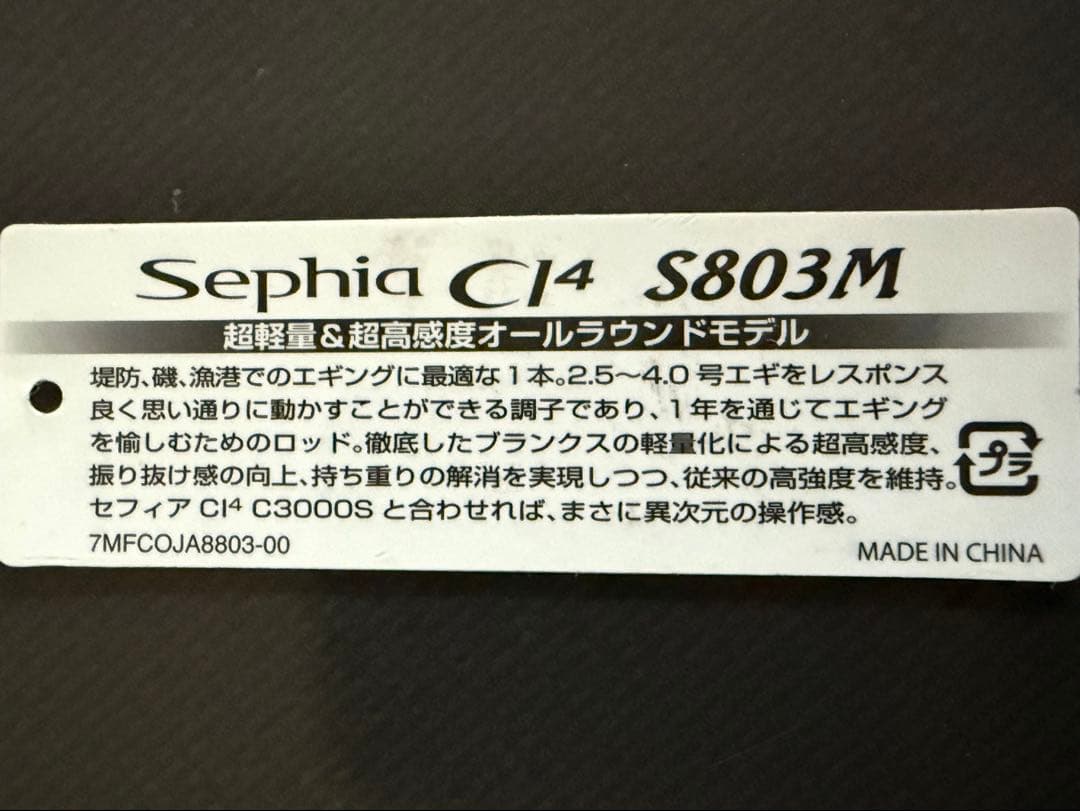 Sephia CI4 S803M
超軽量&超高感度オールラウンドモデル
堤防、磯、漁港でのエギングに最適な1本。2.5〜4.0号エギをレスポンス
良く思い通りに動かすことができる調子であり、1年を通じてエギング
を愉しむためのロッド。徹底したブランクスの軽量化による超高感度、
振り抜け感の向上、持ち重りの解消を実現しつつ、従来の高強度を維持。
セフィア CI4 C3000S と合わせれば、まさに異次元の操作感。
プラ
7MFCOJA8803-00
MADE IN CHINA